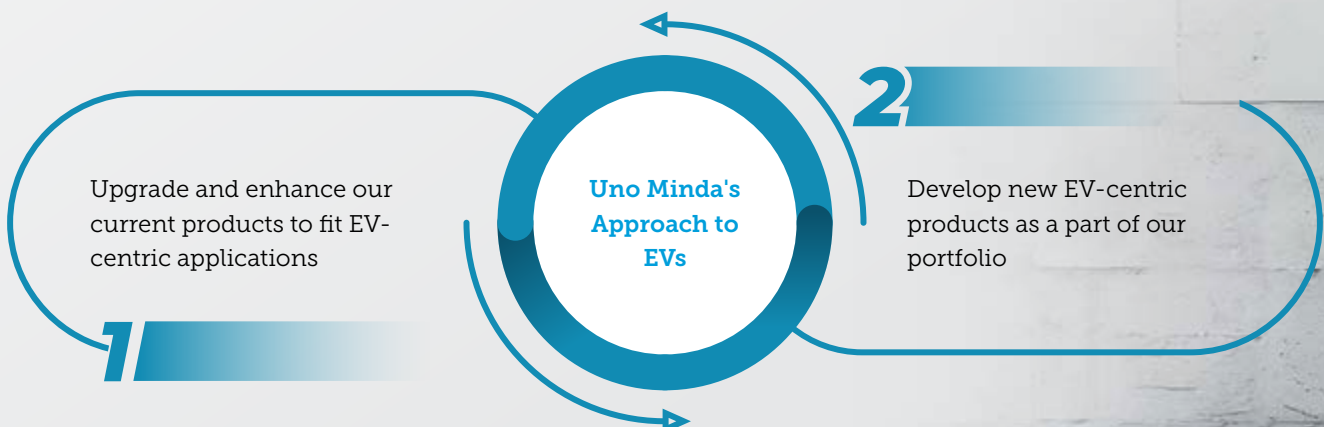 Uno Minda's
Approach to
EVs
1
Upgrade and enhance our
current products to fit EV-
centric applications
2
Develop new EV-centric
products as a part of our
portfolio